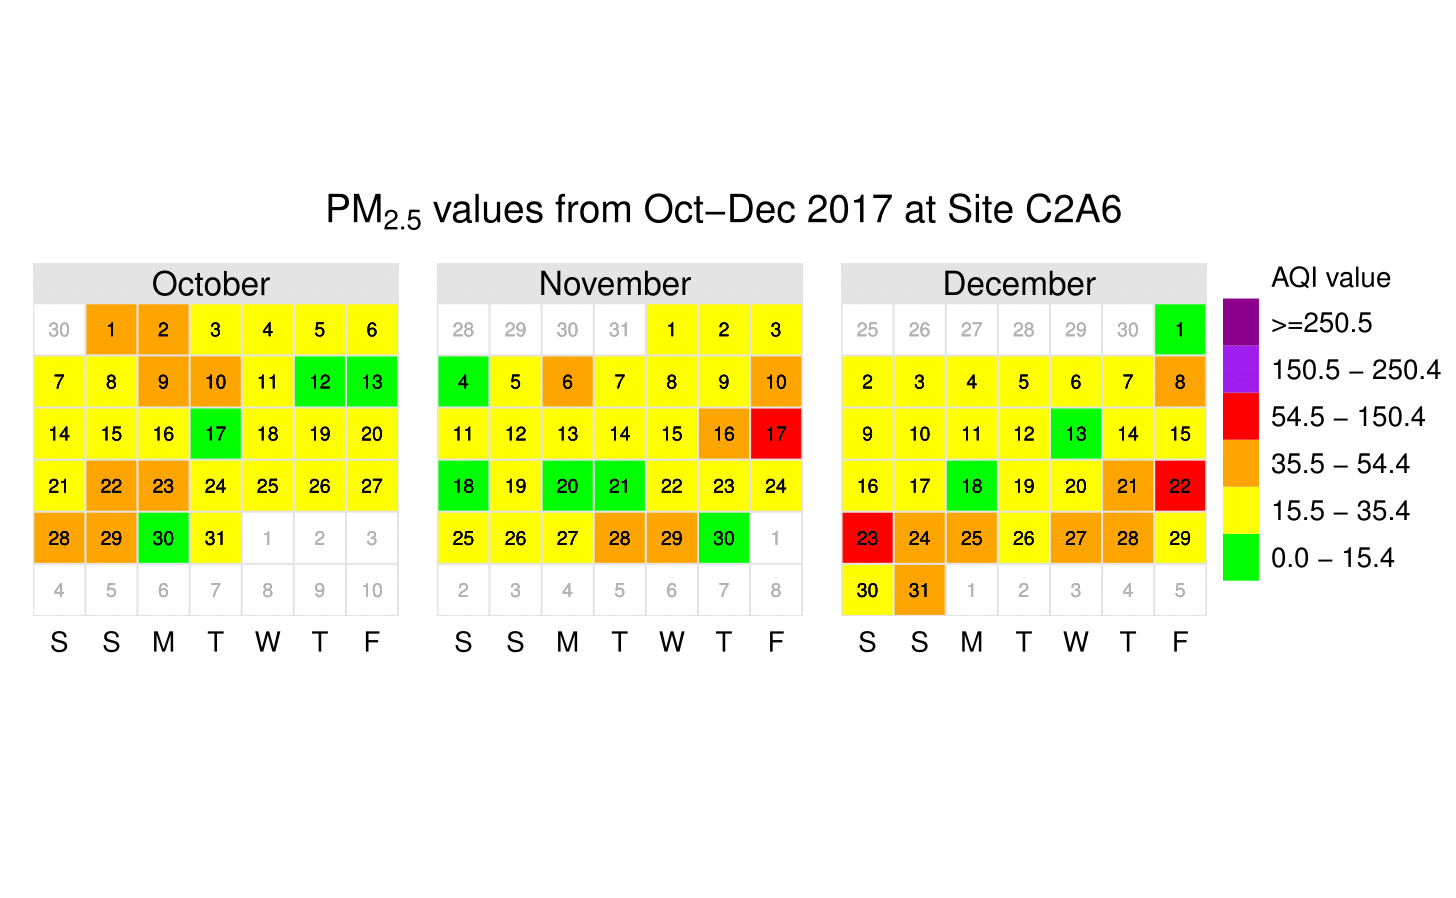 PM2.5 values from Oct−Dec 2017 at Site C2A6
October
30 1 2 3 4 5 6
7 8 9 10 11 12 13
14 15 16 17 18 19 20
21 22 23 24 25 26 27
28 29 30 31 1 2 3
4 5 6 7 8 9 10
S S M T W T F
November
28 29 30 31 1 2 3
4 5 6 7 8 9 10
11 12 13 14 15 16 17
18 19 20 21 22 23 24
25 26 27 28 29 30 1
2 3 4 5 6 7 8
S S M T W T F
December
25 26 27 28 29 30 1
2 3 4 5 6 7 8
9 10 11 12 13 14 15
16 17 18 19 20 21 22
23 24 25 26 27 28 29
30 31 1 2 3 4 5
S S M T W T F
AQI value
>=250.5
150.5 − 250.4
54.5 − 150.4
35.5 − 54.4
15.5 − 35.4
0.0 − 15.4